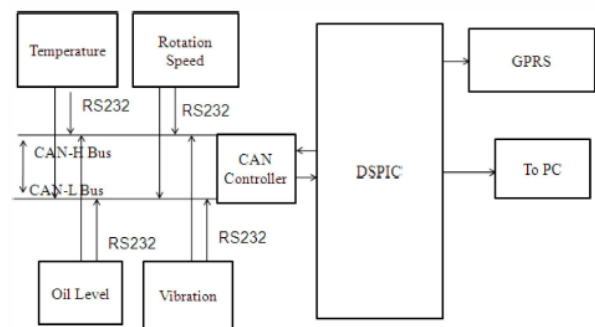 Temperature
Rotation
Speed
GPRS
RS232
RS232
CAN-H Bus
CAN
Controller
DSPIC
To PC
CAN-L Bus
RS232
RS232
Oil Level
Vibration